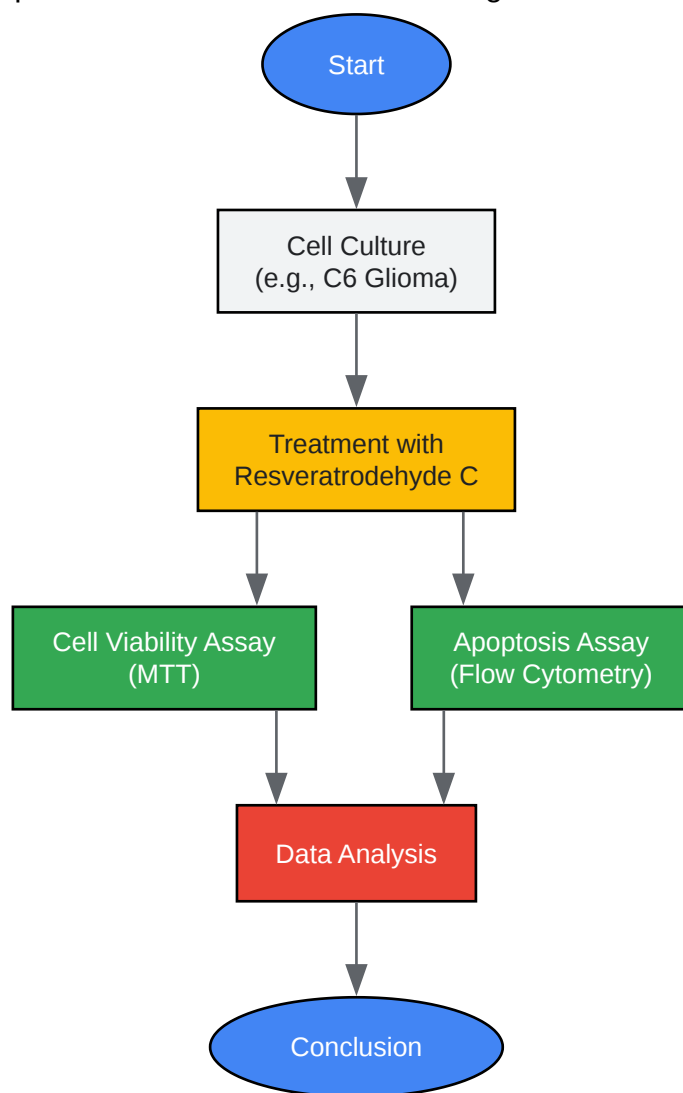 Start
Cell Culture
(e.g., C6 Glioma)
Treatment with
Resveratrodehyde C
Cell Viability Assay
(MTT)
Apoptosis Assay
(Flow Cytometry)
Data Analysis
Conclusion